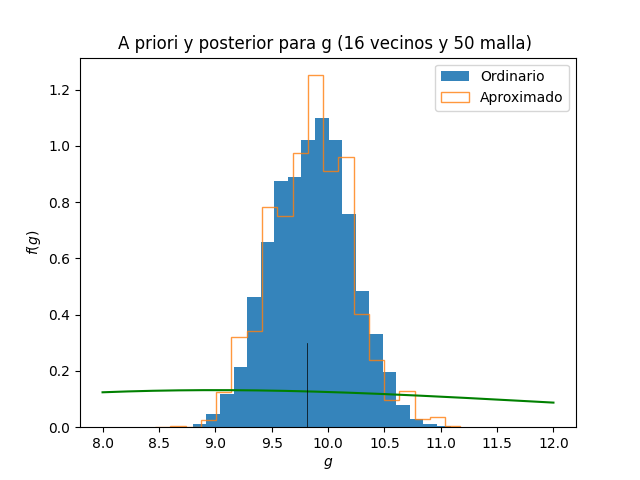 A priori y posterior para g (16 vecinos y 50 malla)
Ordinario
Aproximado
f(g)
1.2
1.0
0.8
0.6
0.4
0.2
0.0
8.0 8.5 9.0 9.5 10.0 10.5 11.0 11.5 12.0
g